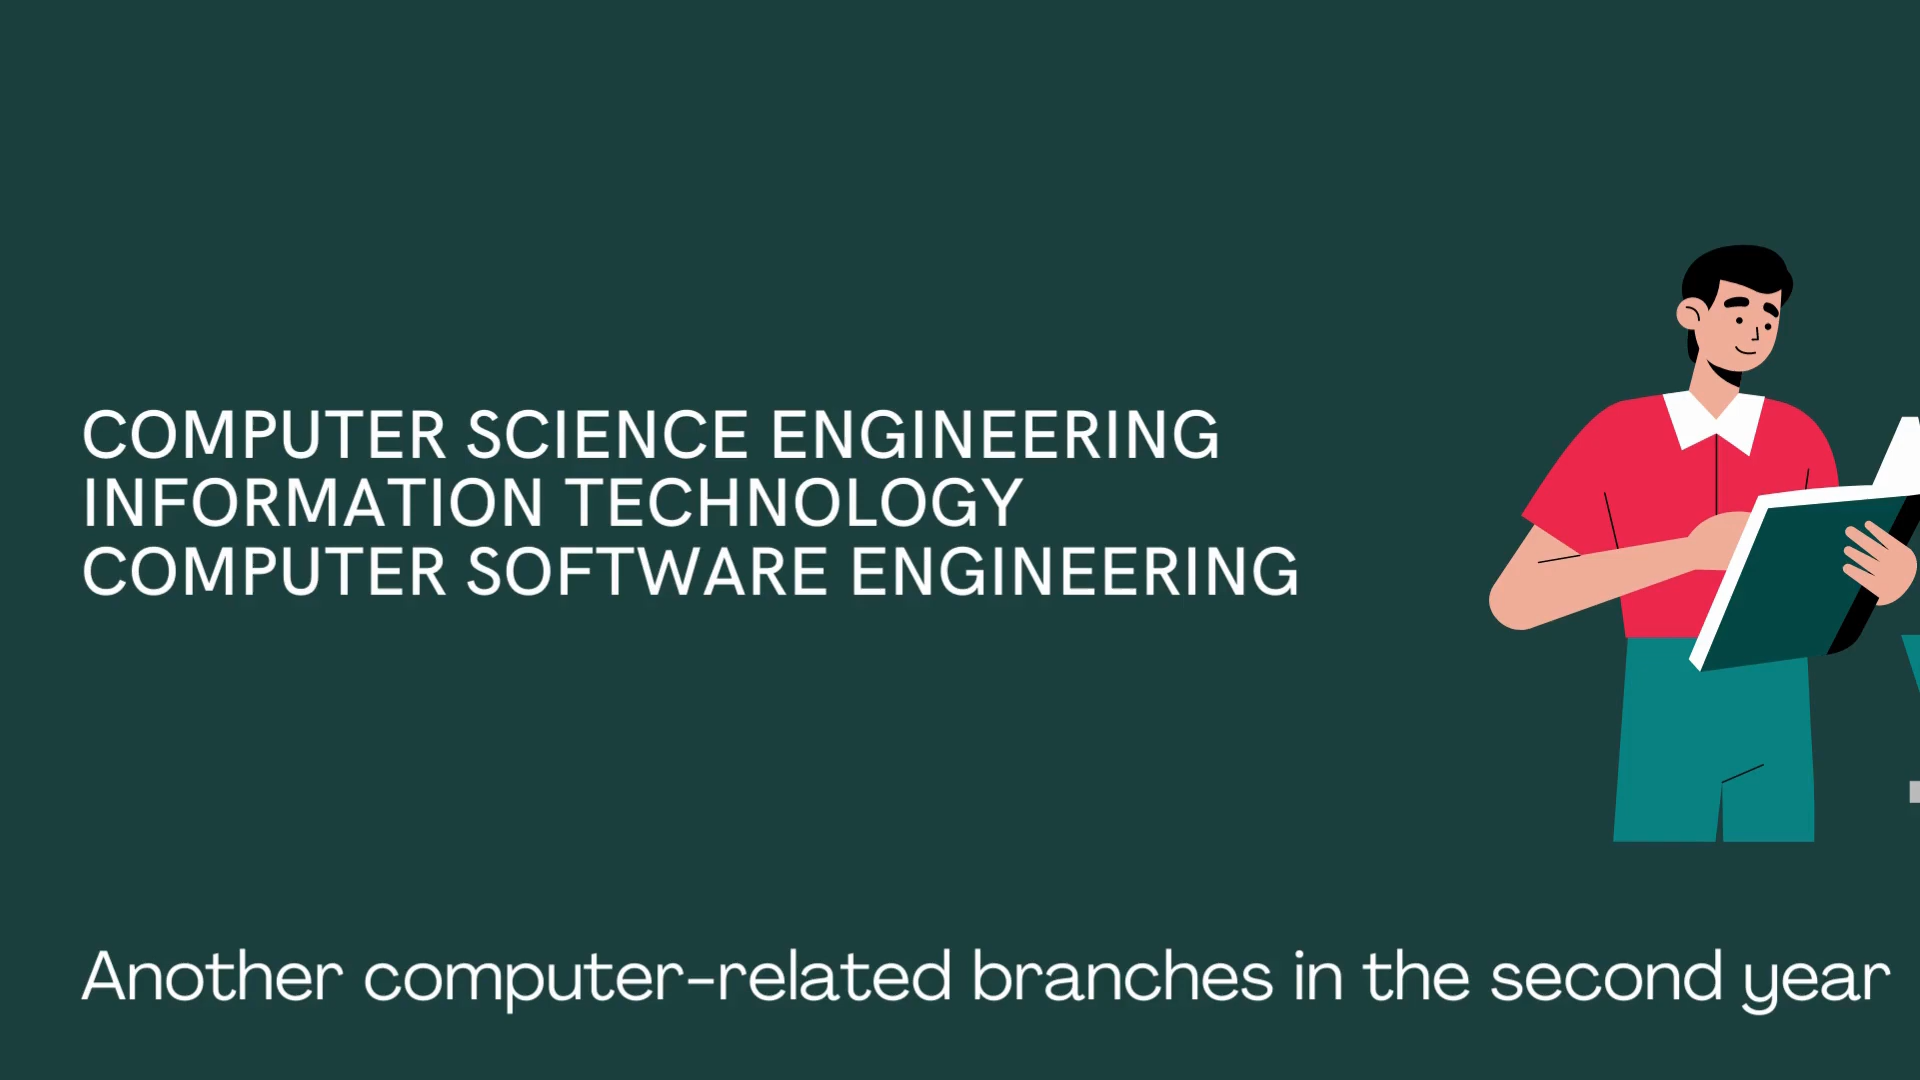 COMPUTER SCIENCE ENGINEERING
INFORMATION TECHNOLOGY
COMPUTER SOFTWARE ENGINEERING
Another computer-related branches in the second year